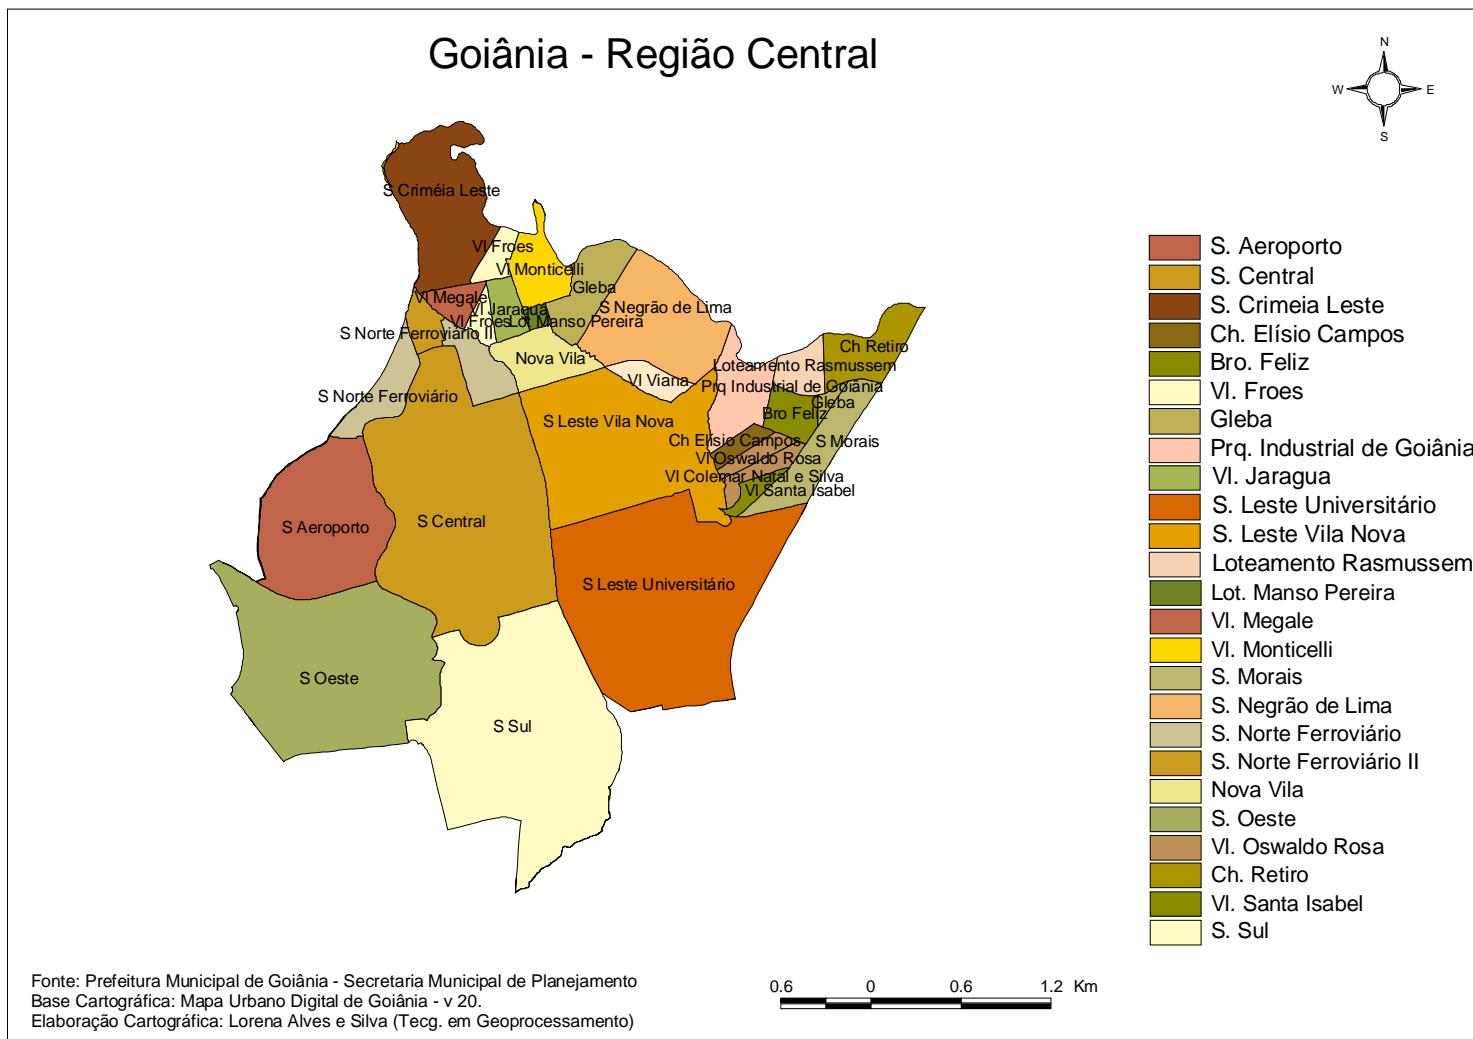 Goiânia - Região Central
N
W
E
S
S Criméia Leste
Vl Froes
Vl Monticelli
Gleba
Vl Megale
Vl Jaragua
S Negrão de Lima
Vl Froes
Lot Manso Pereira
S Norte Ferroviário II
Ch Retiro
Nova Vila
Loteamento Rasmussem
Vl Viana
Prq Industrial de Goiânia
S Norte Ferroviário
Gleba
Bro Feliz
S Leste Vila Nova
Ch Elísio Campos
S Morais
Vl Oswaldo Rosa
Vl Colemar Natal e Silva
Vl Santa Isabel
S Aeroporto
S Central
S Leste Universitário
S Oeste
S Sul
S. Aeroporto
S. Central
S. Crimeia Leste
Ch. Elísio Campos
Bro. Feliz
Vl. Froes
Gleba
Prq. Industrial de Goiânia
Vl. Jaragua
S. Leste Universitário
S. Leste Vila Nova
Loteamento Rasmussem
Lot. Manso Pereira
Vl. Megale
Vl. Monticelli
S. Morais
S. Negrão de Lima
S. Norte Ferroviário
S. Norte Ferroviário II
Nova Vila
S. Oeste
Vl. Oswaldo Rosa
Ch. Retiro
Vl. Santa Isabel
S. Sul
Fonte: Prefeitura Municipal de Goiânia - Secretaria Municipal de Planejamento
Base Cartográfica: Mapa Urbano Digital de Goiânia - v 20.
Elaboração Cartográfica: Lorena Alves e Silva (Tecg. em Geoprocessamento)
0.6 0 0.6 1.2 Km